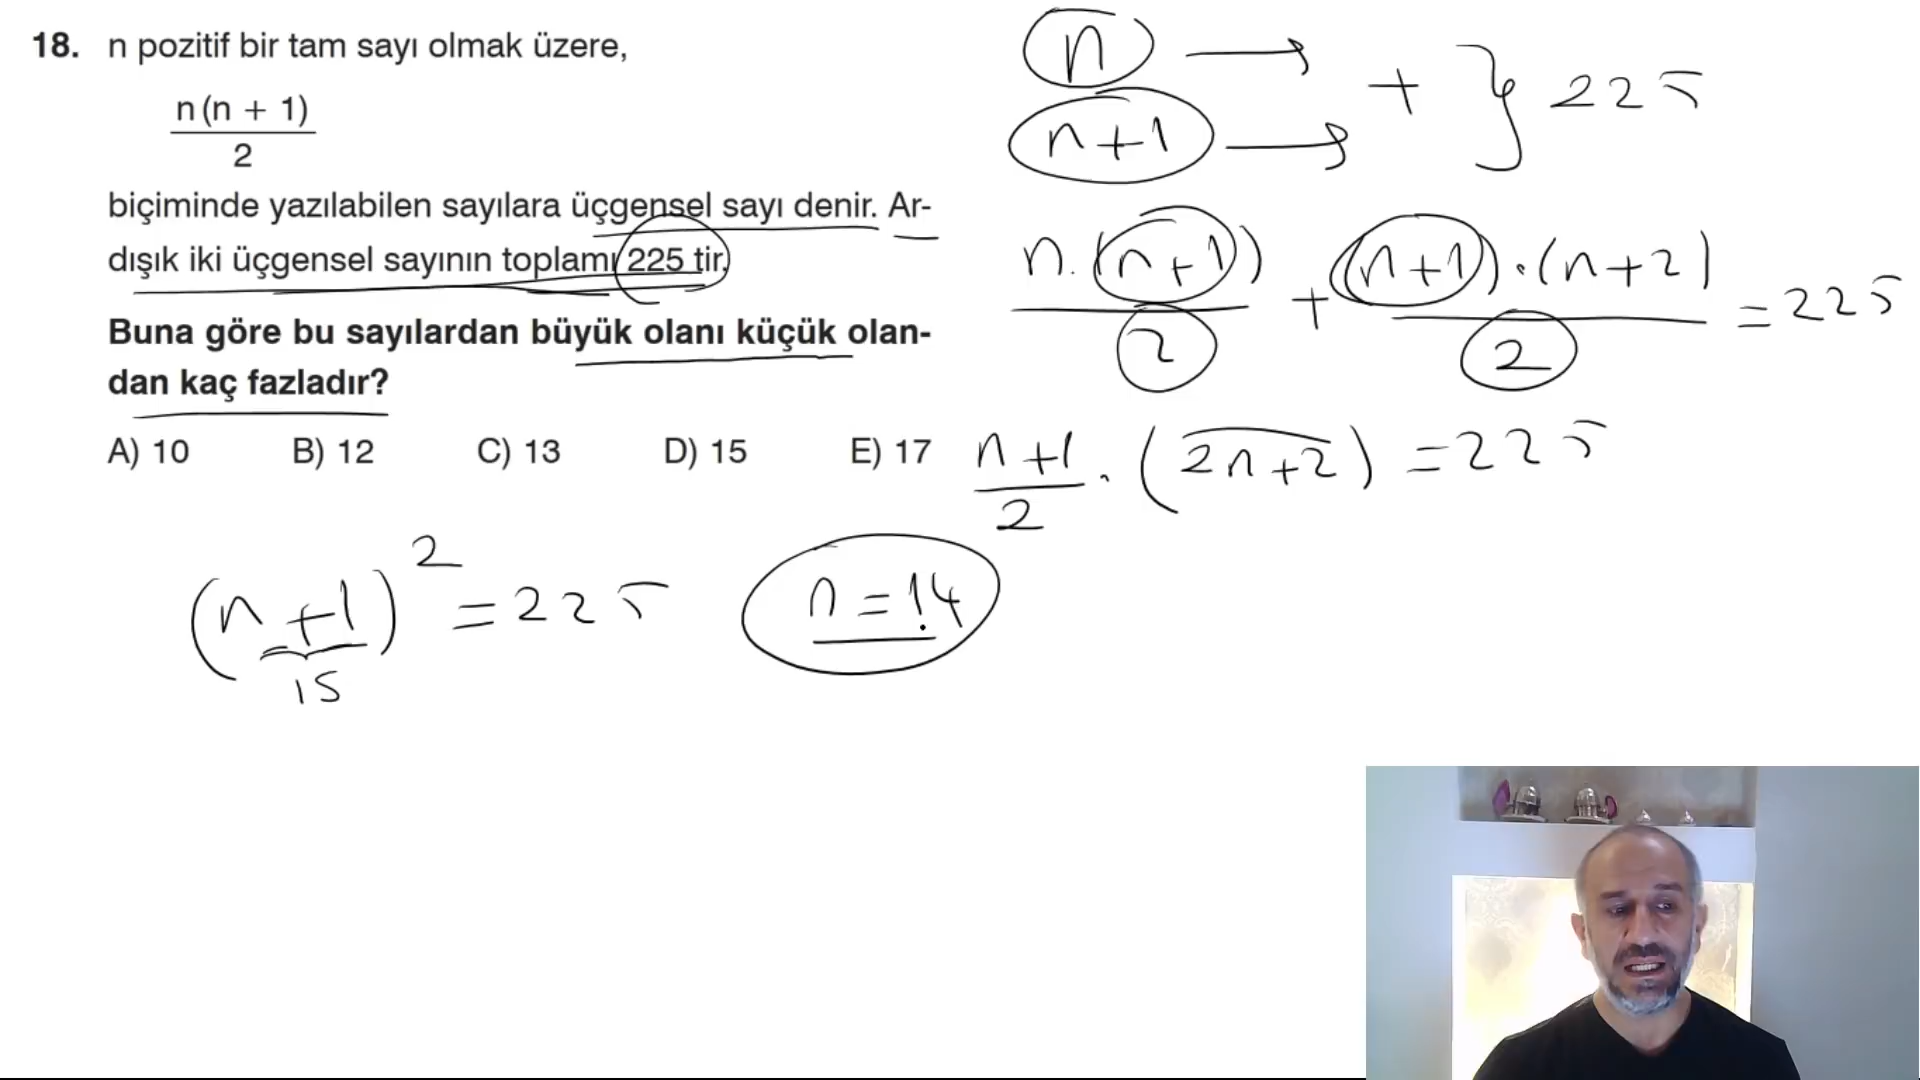 18. n pozitif bir tam sayı olmak üzere,
n(n + 1)
2
biçiminde yazılabilen sayılara üçgensel sayı denir. Ar-
dışık iki üçgensel sayının toplamı 225 tir.
Buna göre bu sayılardan büyük olanı küçük olan-
dan kaç fazladır?
A) 10 B) 12 C) 13 D) 15 E) 17
n → + } 225
n+1 →
n.(n+1)) + ((n+1)).(n+2) = 225
2 2
n+1 . (2n+2) = 225
2
(n+1)² = 225
15
n = 14